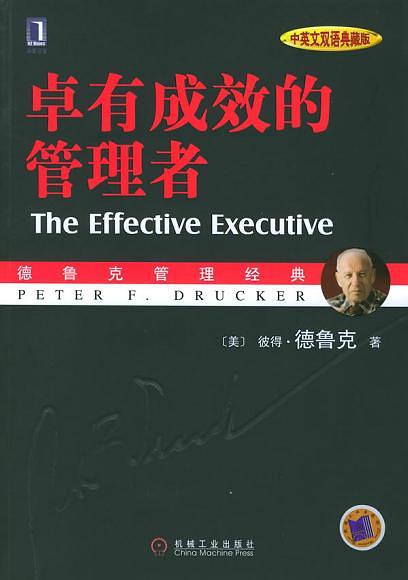 中英文双语典藏版
卓有成效的
管理者
The Effective Executive
德鲁克管理经典
PETER F. DRUCKER
〔美〕 彼得·德鲁克 著
机械工业出版社
China Machine Press